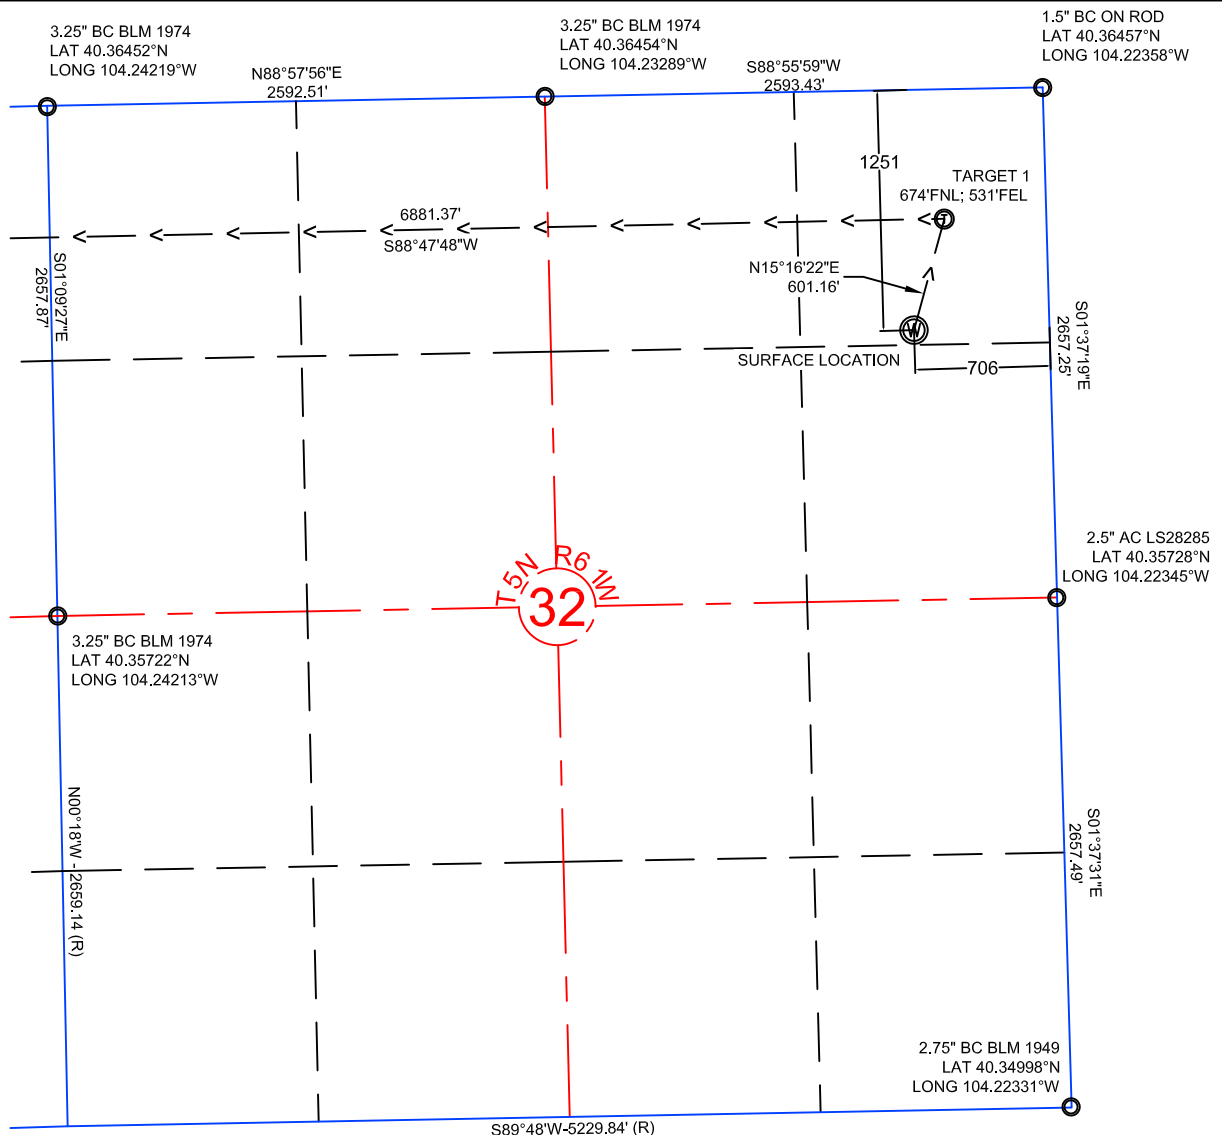 3.25" BC BLM 1974
LAT 40.36452°N
LONG 104.24219°W
3.25" BC BLM 1974
LAT 40.36454°N
LONG 104.23289°W
1.5" BC ON ROD
LAT 40.36457°N
LONG 104.22358°W
N88°57'56"E
2592.51'
S88°55'59"W
2593.43'
1251
TARGET 1
674'FNL; 531'FEL
T
6881.37'
S88°47'48"W
N15°16'22"E
601.16'
S01°09'27"E
2657.87'
W
SURFACE LOCATION
706
S01°37'19"E
2657.25'
T5N R61W
32
2.5" AC LS28285
LAT 40.35728°N
LONG 104.22345°W
3.25" BC BLM 1974
LAT 40.35722°N
LONG 104.24213°W
N00°18'W -2659.14 (R)
S01°37'31"E
2657.49'
2.75" BC BLM 1949
LAT 40.34998°N
LONG 104.22331°W
S89°48'W-5229.84' (R)